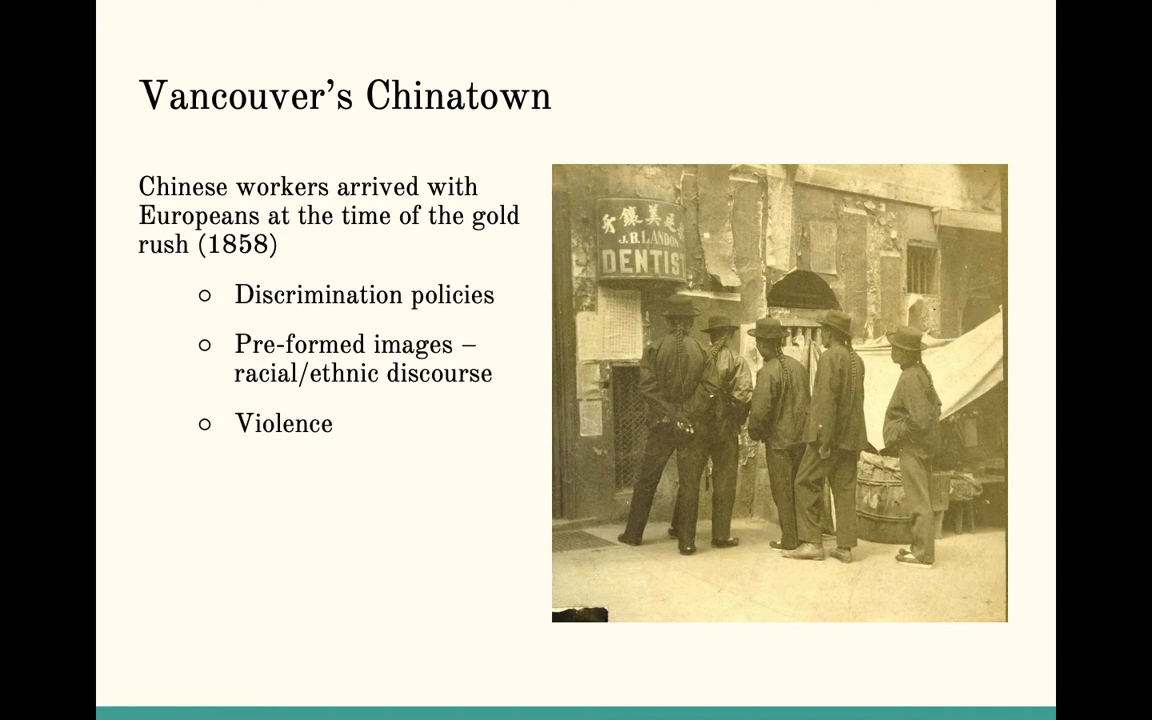 Vancouver’s Chinatown
Chinese workers arrived with
Europeans at the time of the gold
rush (1858)
○ Discrimination policies
○ Pre-formed images –
racial/ethnic discourse
○ Violence
J.B.LANDON
DENTIST